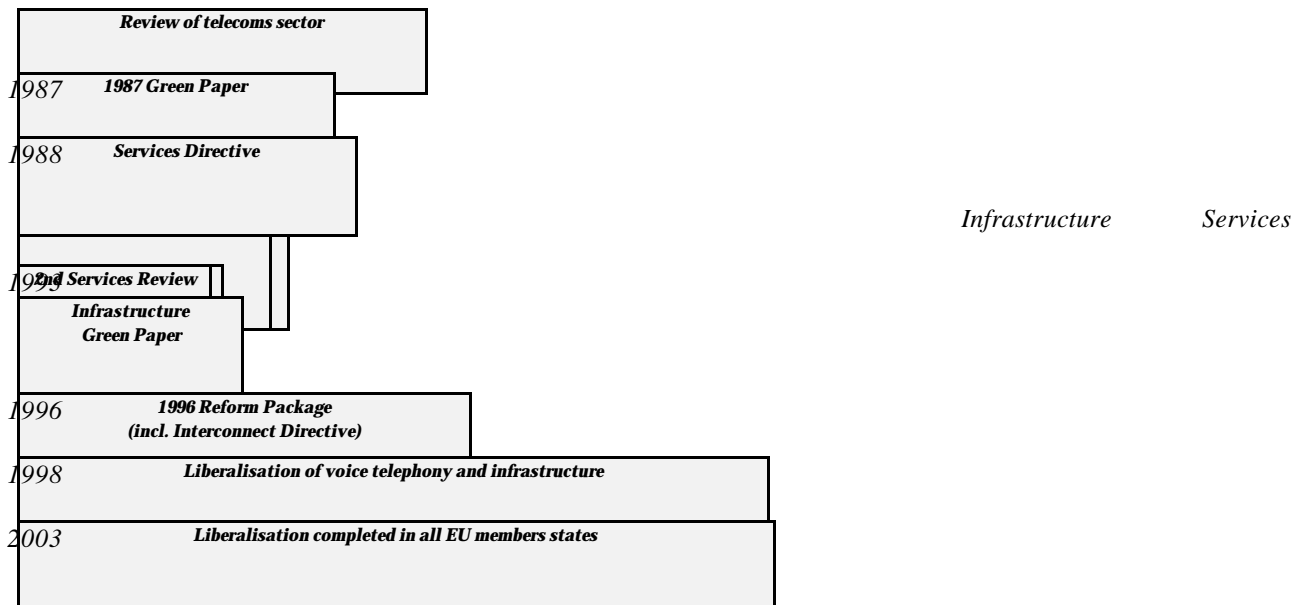 Review of telecoms sector
1987 1987 Green Paper
1988 Services Directive
Infrastructure Services
1993 2nd Services Review
Infrastructure
Green Paper
1996 1996 Reform Package
(incl. Interconnect Directive)
1998 Liberalisation of voice telephony and infrastructure
2003 Liberalisation completed in all EU members states